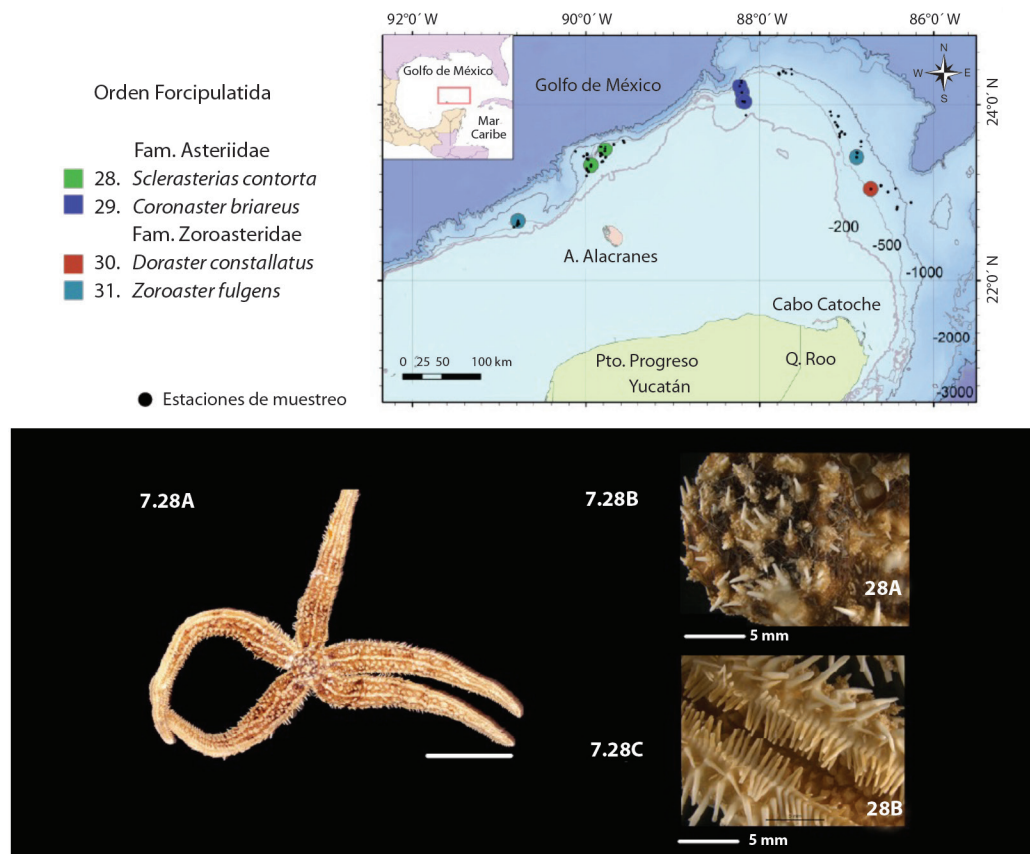 Orden Forcipulatida
Fam. Asteriidae
28. Sclerasterias contorta
29. Coronaster briareus
Fam. Zoroasteridae
30. Doraster constallatus
31. Zoroaster fulgens
Estaciones de muestreo
92°0´ W
90°0´ W
88°0´ W
86°0´ W
Golfo de México
Mar
Caribe
Golfo de México
N
W
E
S
24°0´ N
22°0´ N
A. Alacranes
-200
-500
-1000
-2000
-3000
Cabo Catoche
Pto. Progreso
Yucatán
Q. Roo
0 25 50 100 km
7.28A
7.28B
28A
5 mm
7.28C
28B
5 mm